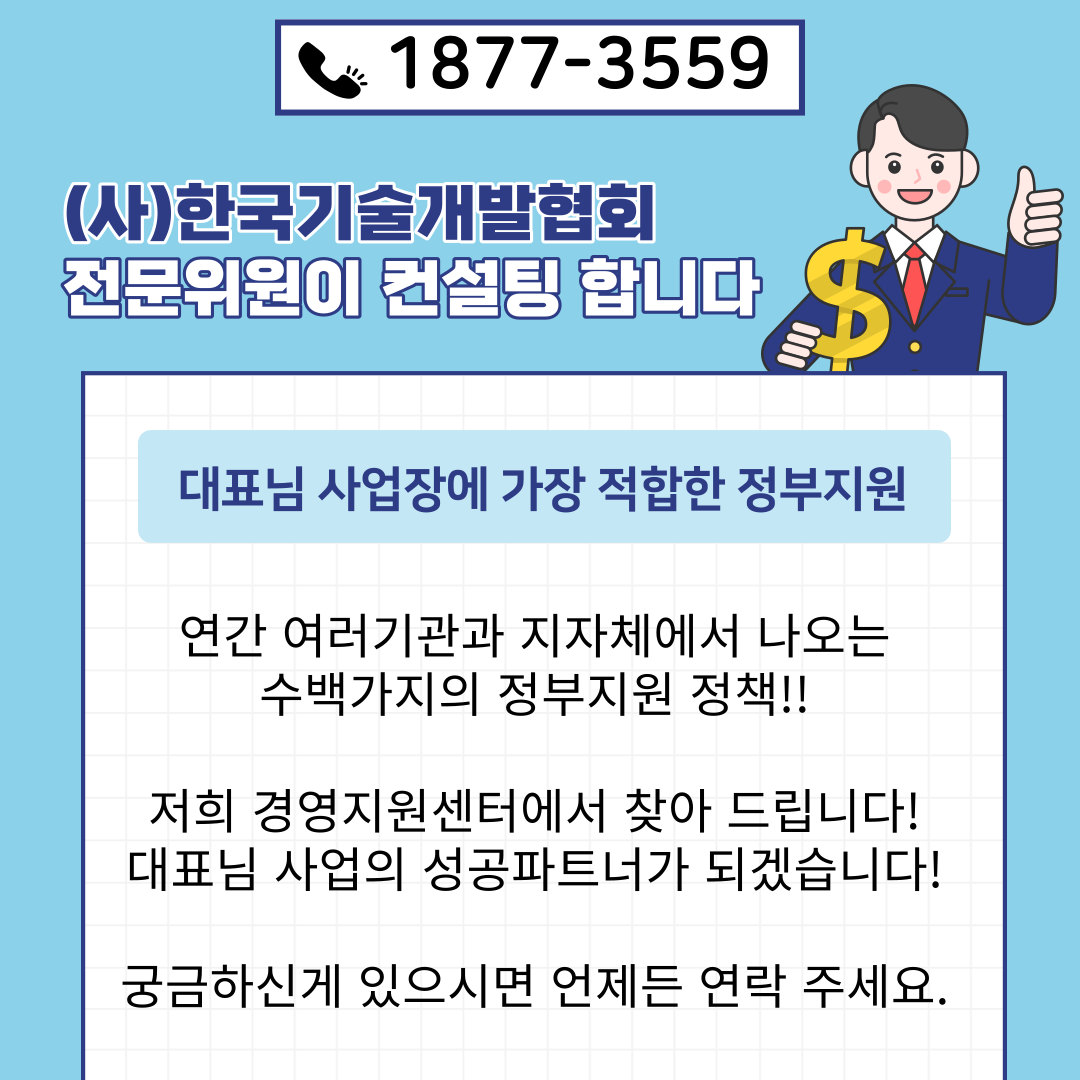 1877-3559
(사)한국기술개발협회
전문위원이 컨설팅 합니다
대표님 사업장에 가장 적합한 정부지원
연간 여러기관과 지자체에서 나오는
수백가지의 정부지원 정책!!
저희 경영지원센터에서 찾아 드립니다!
대표님 사업의 성공파트너가 되겠습니다!
궁금하신게 있으시면 언제든 연락 주세요.